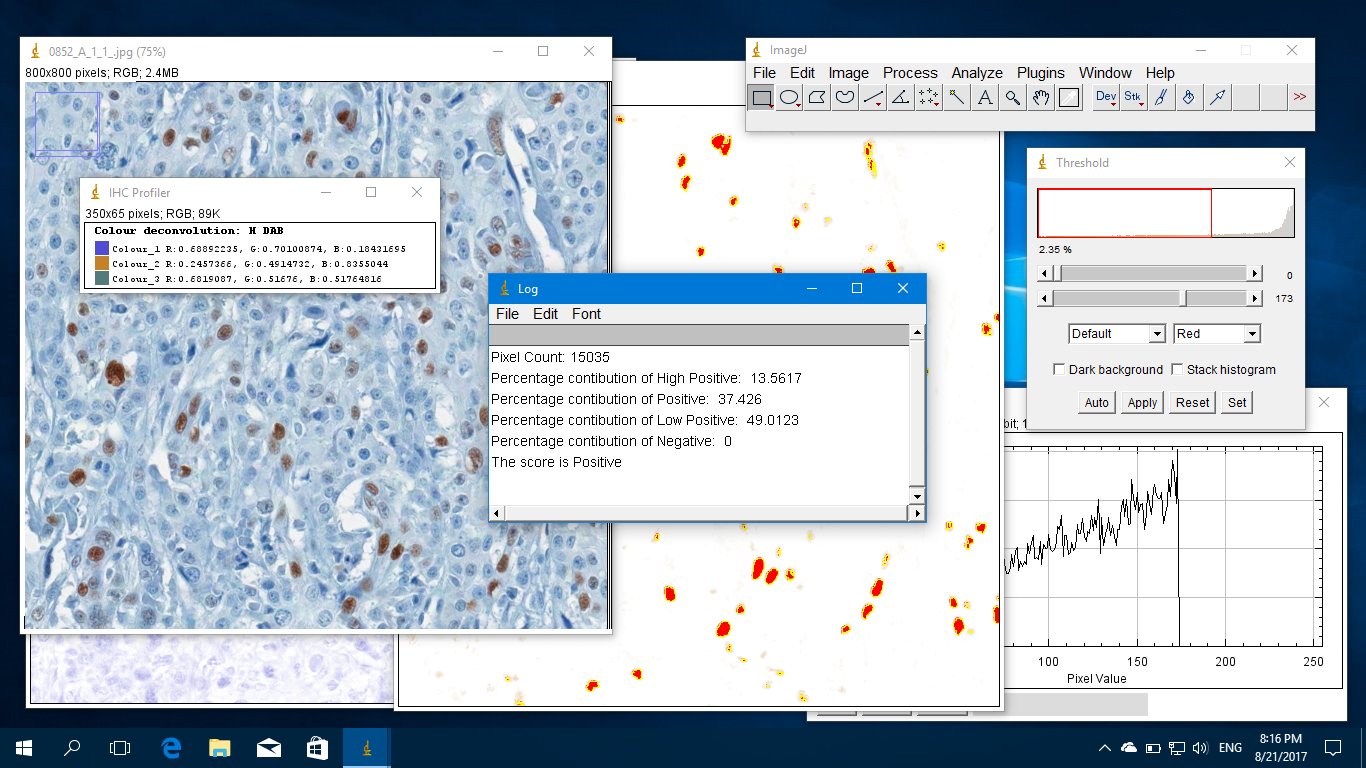 0852_A_1_1_.jpg (75%)
800x800 pixels; RGB; 2.4MB
IHC Profiler
350x65 pixels; RGB; 89K
Colour deconvolution: H DAB
Colour_1 R:0.68892235, G:0.70100874, B:0.18431695
Colour_2 R:0.2457366, G:0.4914732, B:0.8355044
Colour_3 R:0.6819087, G:0.51676, B:0.51764816
ImageJ
File Edit Image Process Analyze Plugins Window Help
A Dev Stk >>
Threshold
2.35 %
0
173
Default Red
Dark background Stack histogram
Auto Apply Reset Set
Log
File Edit Font
Pixel Count: 15035
Percentage contibution of High Positive: 13.5617
Percentage contibution of Positive: 37.426
Percentage contibution of Low Positive: 49.0123
Percentage contibution of Negative: 0
The score is Positive
100 150 200 250
Pixel Value
ENG
8:16 PM
8/21/2017